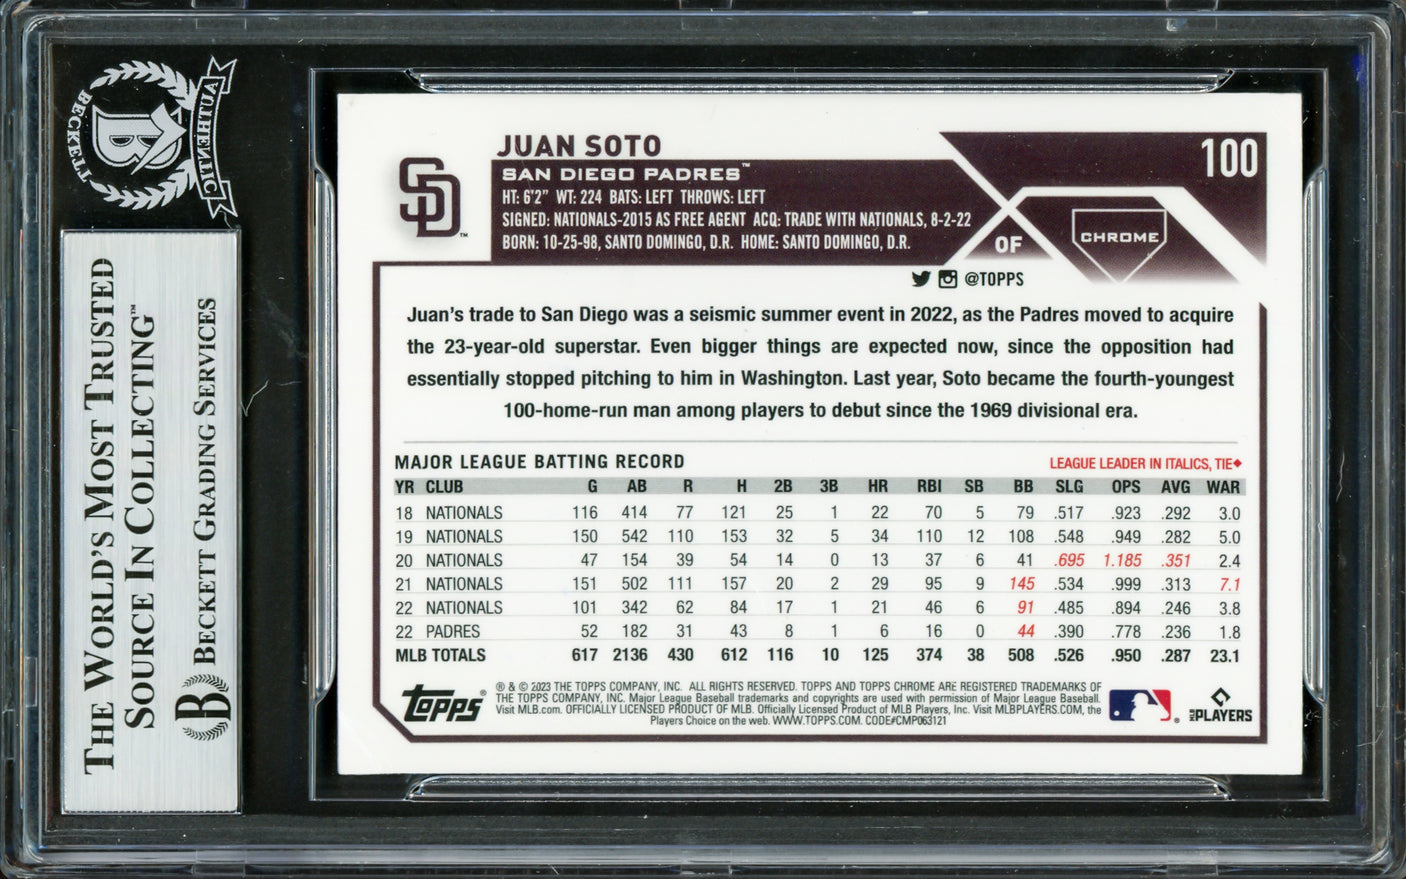 AUTHENTIC
BECKETT
B
THE WORLD'S MOST TRUSTED
SOURCE IN COLLECTING™
B BECKETT GRADING SERVICES
JUAN SOTO
100
SD™
SAN DIEGO PADRES™
HT: 6'2" WT: 224 BATS: LEFT THROWS: LEFT
SIGNED: NATIONALS-2015 AS FREE AGENT ACQ: TRADE WITH NATIONALS, 8-2-22
BORN: 10-25-98, SANTO DOMINGO, D.R. HOME: SANTO DOMINGO, D.R.
OF
CHROME
@TOPPS
Juan's trade to San Diego was a seismic summer event in 2022, as the Padres moved to acquire
the 23-year-old superstar. Even bigger things are expected now, since the opposition had
essentially stopped pitching to him in Washington. Last year, Soto became the fourth-youngest
100-home-run man among players to debut since the 1969 divisional era.
MAJOR LEAGUE BATTING RECORD LEAGUE LEADER IN ITALICS, TIE◆
YR CLUB G AB R H 2B 3B HR RBI SB BB SLG OPS AVG WAR
18 NATIONALS 116 414 77 121 25 1 22 70 5 79 .517 .923 .292 3.0
19 NATIONALS 150 542 110 153 32 5 34 110 12 108 .548 .949 .282 5.0
20 NATIONALS 47 154 39 54 14 0 13 37 6 41 .695 1.185 .351 2.4
21 NATIONALS 151 502 111 157 20 2 29 95 9 145 .534 .999 .313 7.1
22 NATIONALS 101 342 62 84 17 1 21 46 6 91 .485 .894 .246 3.8
22 PADRES 52 182 31 43 8 1 6 16 0 44 .390 .778 .236 1.8
MLB TOTALS 617 2136 430 612 116 10 125 374 38 508 .526 .950 .287 23.1
Topps®
® & © 2023 THE TOPPS COMPANY, INC. ALL RIGHTS RESERVED. TOPPS AND TOPPS CHROME ARE REGISTERED TRADEMARKS OF
THE TOPPS COMPANY, INC. Major League Baseball trademarks and copyrights are used with permission of Major League Baseball.
Visit MLB.com. OFFICIALLY LICENSED PRODUCT OF MLB. Officially Licensed Product of MLB Players, Inc. Visit MLBPLAYERS.COM, the
Players Choice on the web. WWW.TOPPS.COM. CODE#CMP063121
®
MLB PLAYERS